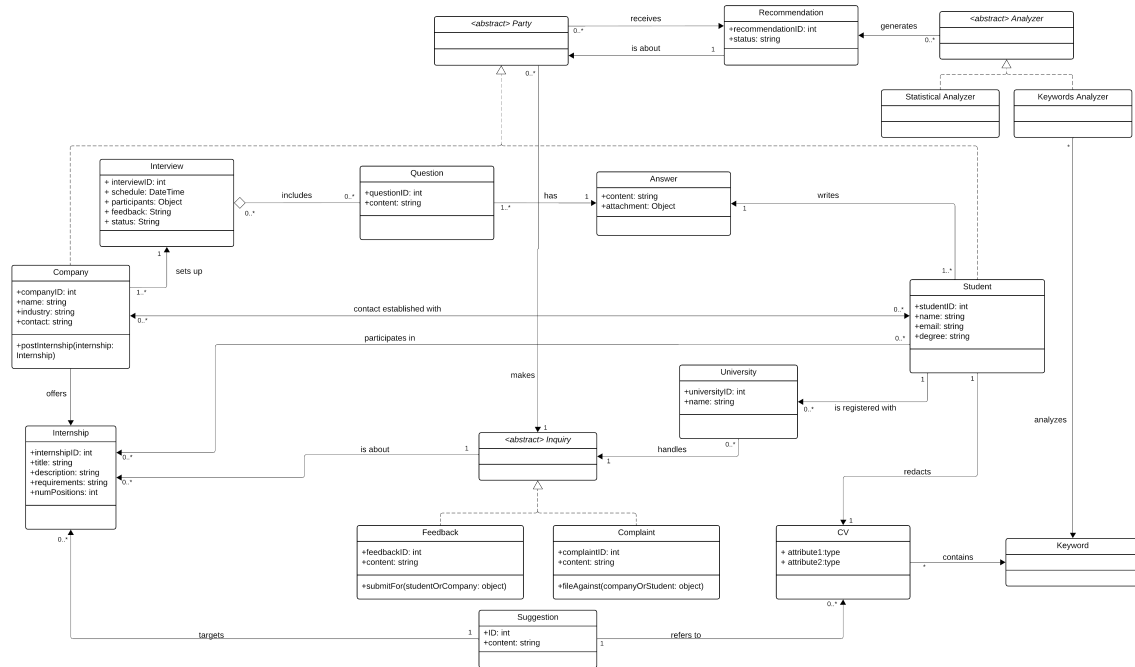 <abstract> Party
receives
0..*
is about
1
0..*
Recommendation
+recommendationID: int
+status: string
generates
0..*
<abstract> Analyzer
Statistical Analyzer
Keywords Analyzer
*
Interview
+ interviewID: int
+ schedule: DateTime
+ participants: Object
+ feedback: String
+ status: String
includes
0..*
0..*
Question
+questionID: int
+content: string
has
1..*
1
Answer
+content: string
+attachment: Object
writes
1
1..*
1
sets up
1..*
Company
+companyID: int
+name: string
+industry: string
+contact: string
+postInternship(internship:
Internship)
contact established with
0..*
0..*
Student
+studentID: int
+name: string
+email: string
+degree: string
participates in
0..*
0..*
offers
makes
1
University
+universityID: int
+name: string
is registered with
0..*
1
1
0..*
analyzes
Internship
+internshipID: int
+title: string
+description: string
+requirements: string
+numPositions: int
is about
1
0..*
<abstract> Inquiry
handles
1
redacts
1
Feedback
+feedbackID: int
+content: string
+submitFor(studentOrCompany: object)
Complaint
+complaintID: int
+content: string
+fileAgainst(companyOrStudent: object)
CV
+ attribute1:type
+ attribute2:type
contains
*
Keyword
0..*
0..*
Suggestion
+ID: int
+content: string
targets
1
refers to
1